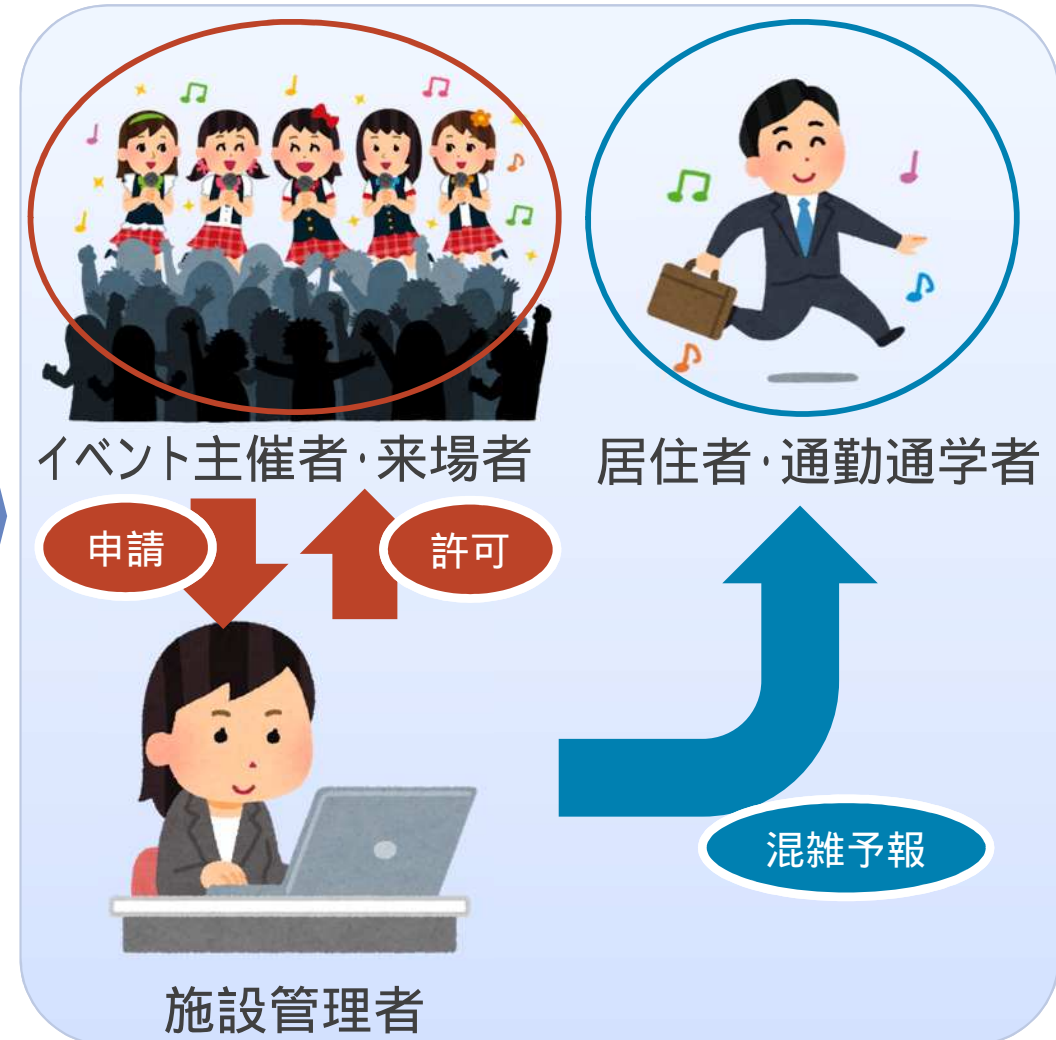 イベント主催者・来場者
居住者・通勤通学者
申請
許可
混雑予報
施設管理者